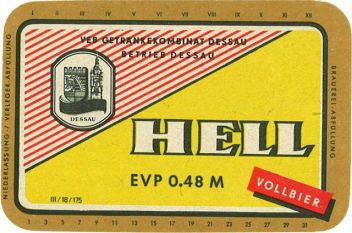 I II III IV V VI VII VIII IX X XI XII
VEB GETRÄNKEKOMBINAT DESSAU
BETRIEB DESSAU
DESSAU
HELL
EVP 0.48 M
VOLLBIER
III/18/175
NIEDERLASSUNG-/VERLEGER-ABFÜLLUNG
BRAUEREI-ABFÜLLUNG
1 3 5 7 9 11 13 15 17 19 21 23 25 27 29 31